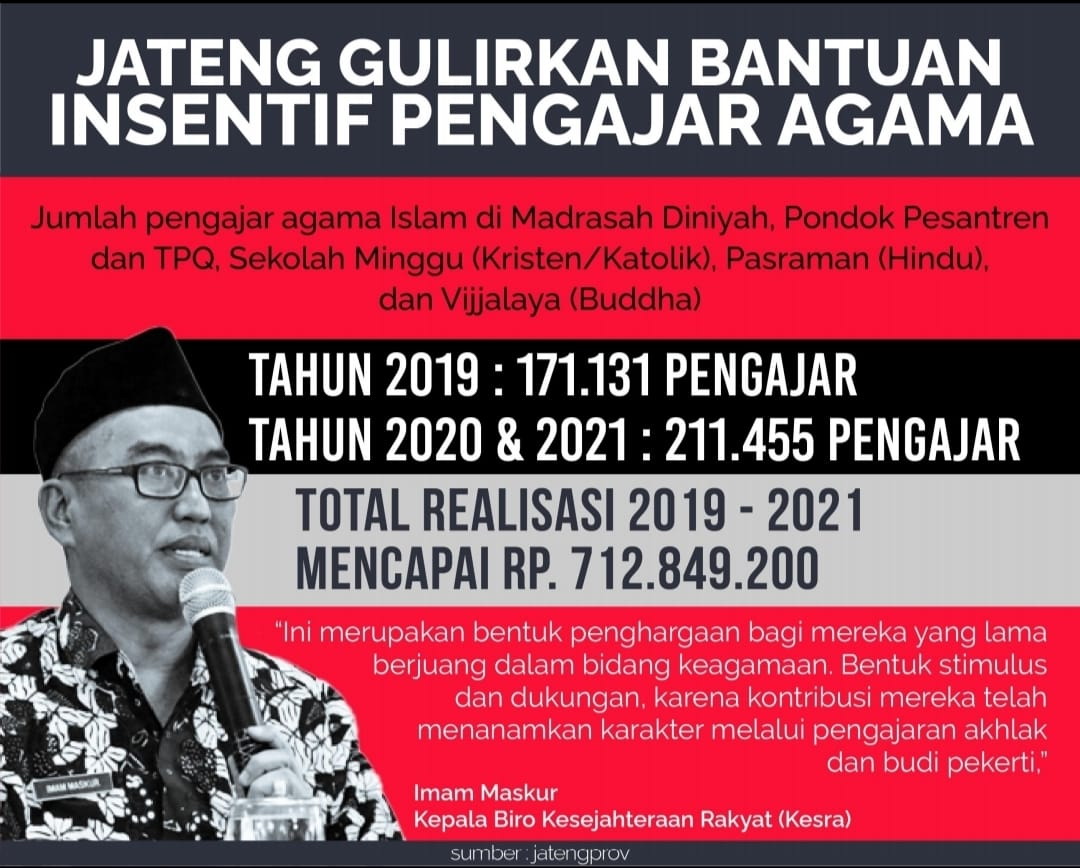 JATENG GULIRKAN BANTUAN
INSENTIF PENGAJAR AGAMA
Jumlah pengajar agama Islam di Madrasah Diniyah, Pondok Pesantren
dan TPQ, Sekolah Minggu (Kristen/Katolik), Pasraman (Hindu),
dan Vijjalaya (Buddha)
TAHUN 2019 : 171.131 PENGAJAR
TAHUN 2020 & 2021 : 211.455 PENGAJAR
TOTAL REALISASI 2019 - 2021
MENCAPAI RP. 712.849.200
“Ini merupakan bentuk penghargaan bagi mereka yang lama
berjuang dalam bidang keagamaan. Bentuk stimulus
dan dukungan, karena kontribusi mereka telah
menanamkan karakter melalui pengajaran akhlak
dan budi pekerti,”
IMAM MASKUR
Imam Maskur
Kepala Biro Kesejahteraan Rakyat (Kesra)
sumber : jatengprov